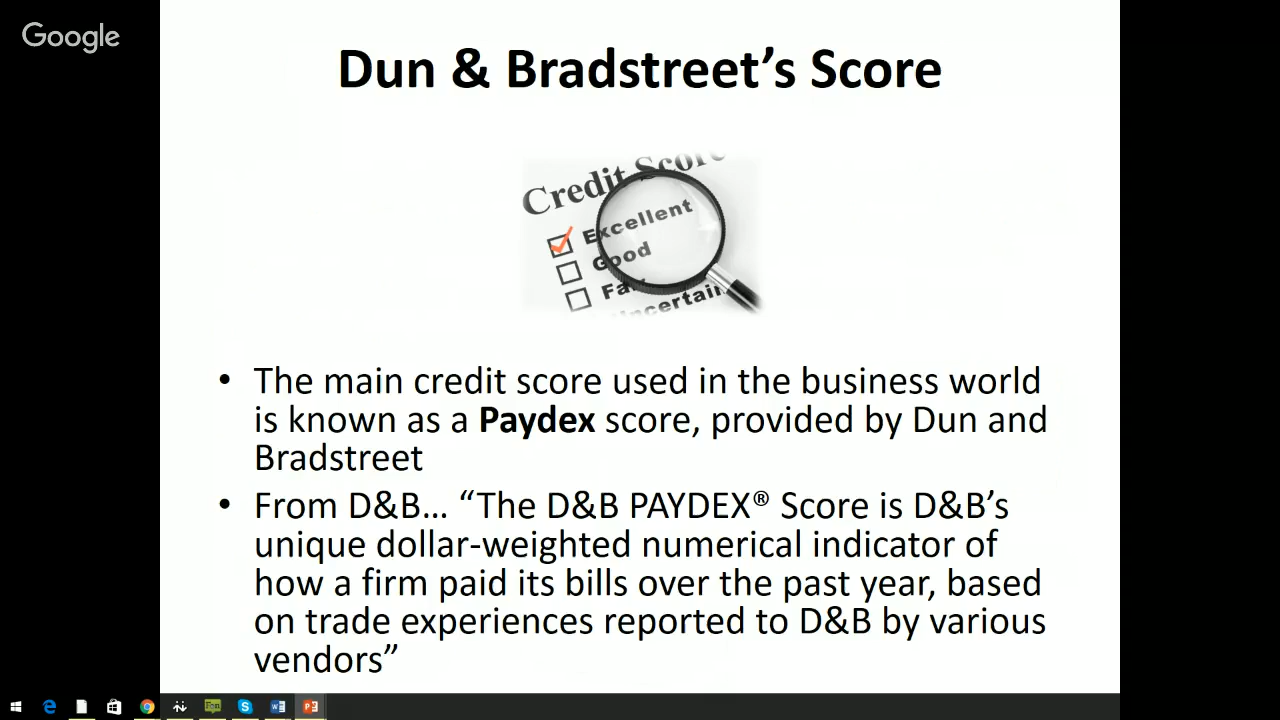 Google
Dun & Bradstreet’s Score
Credit Score
Excellent
Good
• The main credit score used in the business world
is known as a Paydex score, provided by Dun and
Bradstreet
• From D&B… “The D&B PAYDEX® Score is D&B’s
unique dollar-weighted numerical indicator of
how a firm paid its bills over the past year, based
on trade experiences reported to D&B by various
vendors”